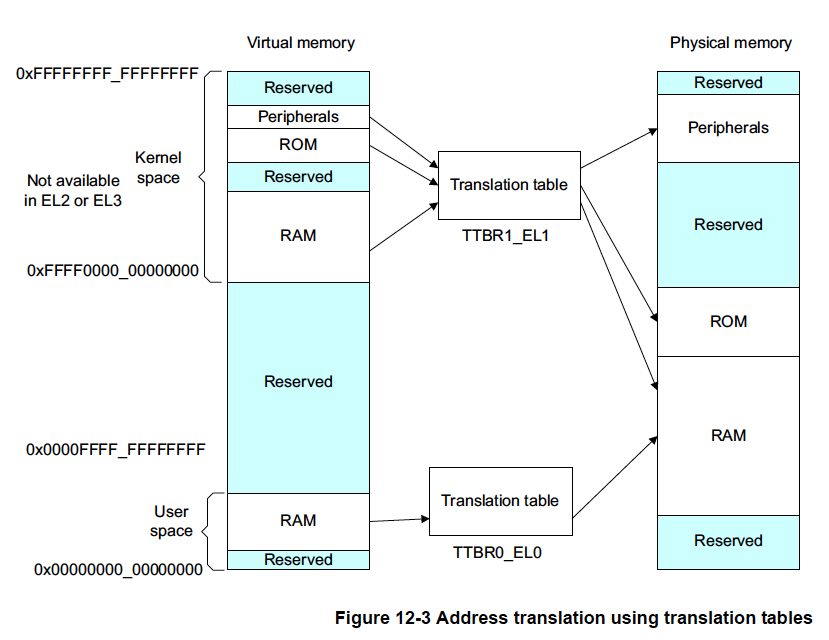 Virtual memory
Physical memory
0xFFFFFFFF_FFFFFFFF
Reserved
Peripherals
ROM
Reserved
RAM
Kernel
space
Not available
in EL2 or EL3
0xFFFF0000_00000000
Reserved
0x0000FFFF_FFFFFFFF
User
space
RAM
Reserved
0x00000000_00000000
Translation table
TTBR1_EL1
Translation table
TTBR0_EL0
Reserved
Peripherals
Reserved
ROM
RAM
Reserved
Figure 12-3 Address translation using translation tables